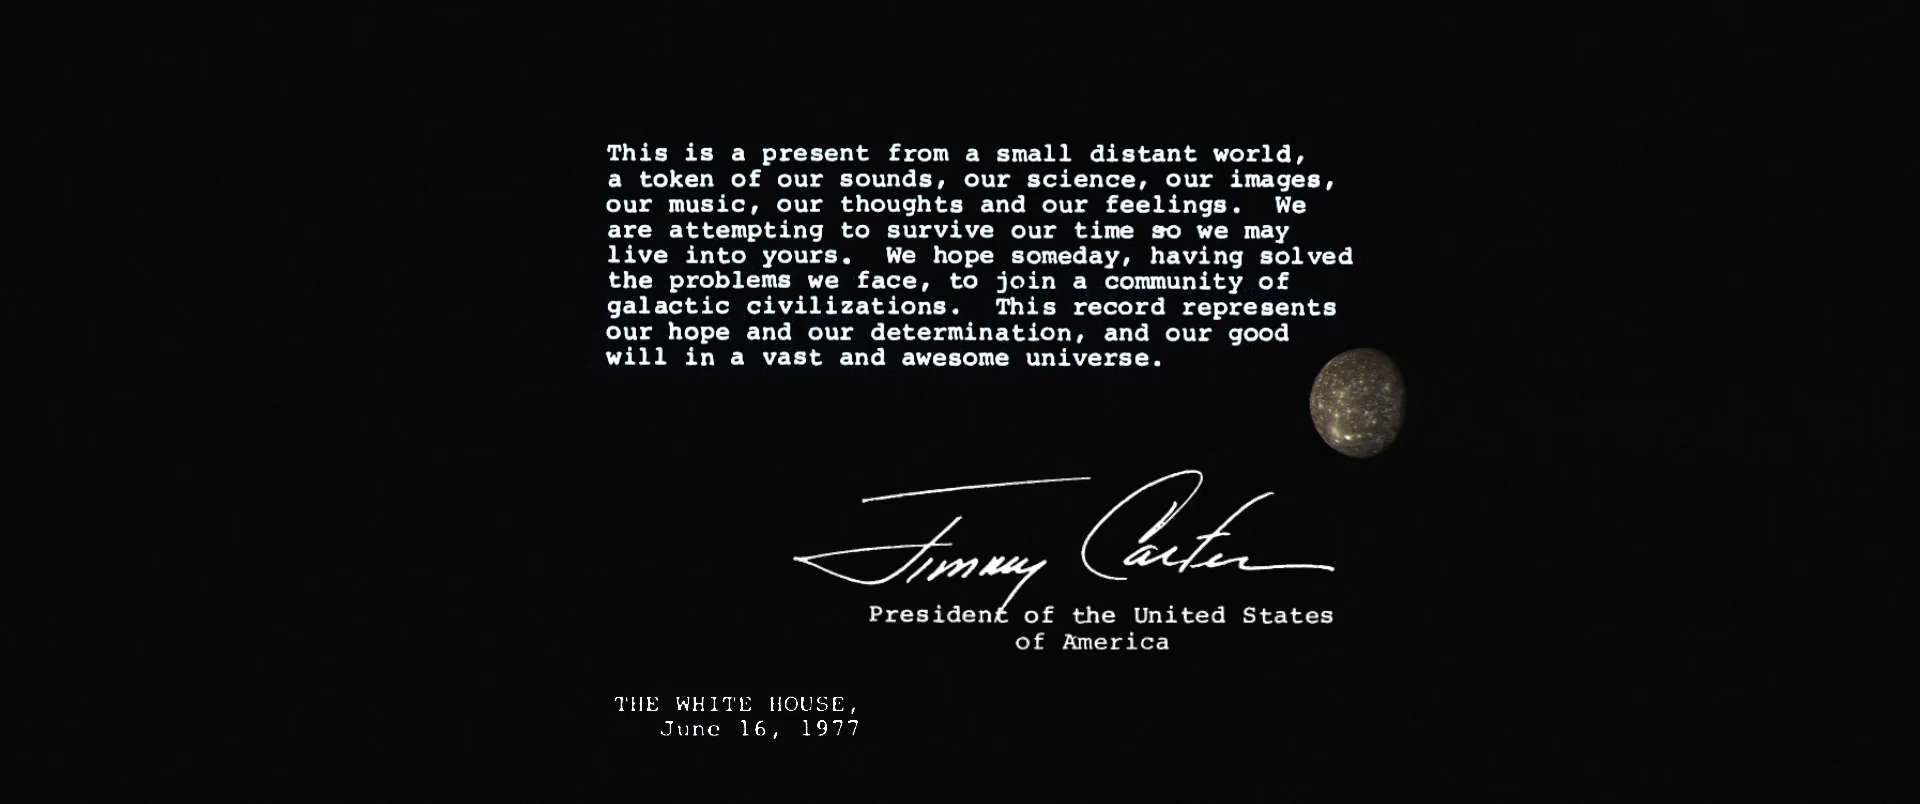 This is a present from a small distant world,
a token of our sounds, our science, our images,
our music, our thoughts and our feelings. We
are attempting to survive our time so we may
live into yours. We hope someday, having solved
the problems we face, to join a community of
galactic civilizations. This record represents
our hope and our determination, and our good
will in a vast and awesome universe.
Jimmy Carter
President of the United States
of America
THE WHITE HOUSE,
June 16, 1977